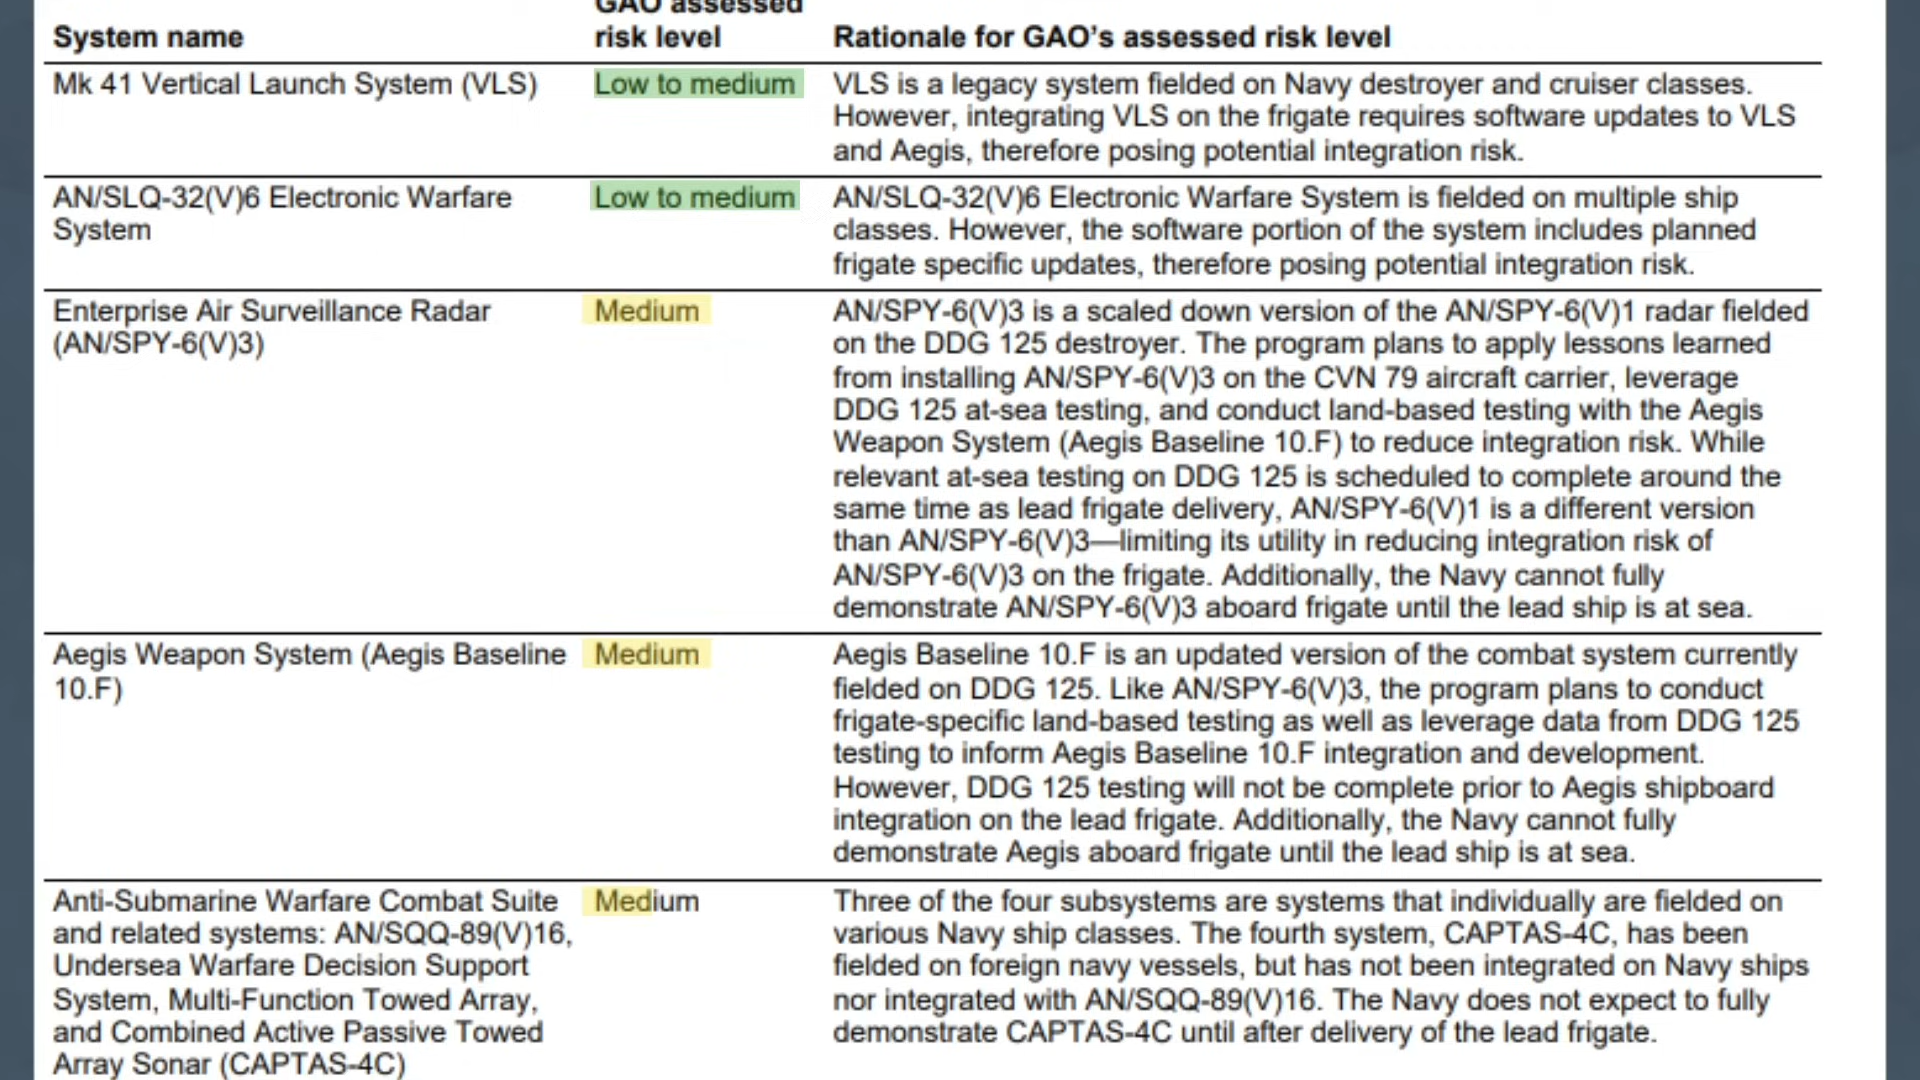 GAO assessed
System name risk level Rationale for GAO's assessed risk level
Mk 41 Vertical Launch System (VLS) Low to medium VLS is a legacy system fielded on Navy destroyer and cruiser classes.
However, integrating VLS on the frigate requires software updates to VLS
and Aegis, therefore posing potential integration risk.
AN/SLQ-32(V)6 Electronic Warfare Low to medium AN/SLQ-32(V)6 Electronic Warfare System is fielded on multiple ship
System classes. However, the software portion of the system includes planned
frigate specific updates, therefore posing potential integration risk.
Enterprise Air Surveillance Radar Medium AN/SPY-6(V)3 is a scaled down version of the AN/SPY-6(V)1 radar fielded
(AN/SPY-6(V)3) on the DDG 125 destroyer. The program plans to apply lessons learned
from installing AN/SPY-6(V)3 on the CVN 79 aircraft carrier, leverage
DDG 125 at-sea testing, and conduct land-based testing with the Aegis
Weapon System (Aegis Baseline 10.F) to reduce integration risk. While
relevant at-sea testing on DDG 125 is scheduled to complete around the
same time as lead frigate delivery, AN/SPY-6(V)1 is a different version
than AN/SPY-6(V)3—limiting its utility in reducing integration risk of
AN/SPY-6(V)3 on the frigate. Additionally, the Navy cannot fully
demonstrate AN/SPY-6(V)3 aboard frigate until the lead ship is at sea.
Aegis Weapon System (Aegis Baseline Medium Aegis Baseline 10.F is an updated version of the combat system currently
10.F) fielded on DDG 125. Like AN/SPY-6(V)3, the program plans to conduct
frigate-specific land-based testing as well as leverage data from DDG 125
testing to inform Aegis Baseline 10.F integration and development.
However, DDG 125 testing will not be complete prior to Aegis shipboard
integration on the lead frigate. Additionally, the Navy cannot fully
demonstrate Aegis aboard frigate until the lead ship is at sea.
Anti-Submarine Warfare Combat Suite Medium Three of the four subsystems are systems that individually are fielded on
and related systems: AN/SQQ-89(V)16, various Navy ship classes. The fourth system, CAPTAS-4C, has been
Undersea Warfare Decision Support fielded on foreign navy vessels, but has not been integrated on Navy ships
System, Multi-Function Towed Array, nor integrated with AN/SQQ-89(V)16. The Navy does not expect to fully
and Combined Active Passive Towed demonstrate CAPTAS-4C until after delivery of the lead frigate.
Array Sonar (CAPTAS-4C)